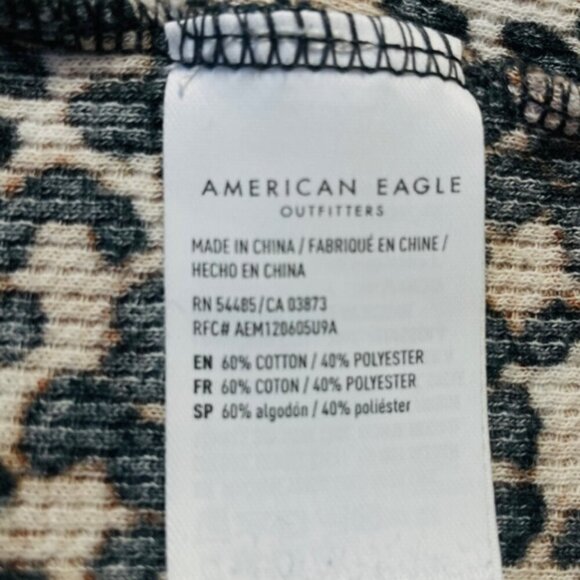 AMERICAN EAGLE
OUTFITTERS
MADE IN CHINA / FABRIQUÉ EN CHINE /
HECHO EN CHINA
RN 54485/CA 03873
RFC# AEM120605U9A
EN 60% COTTON / 40% POLYESTER
FR 60% COTON / 40% POLYESTER
SP 60% algodón / 40% poliéster